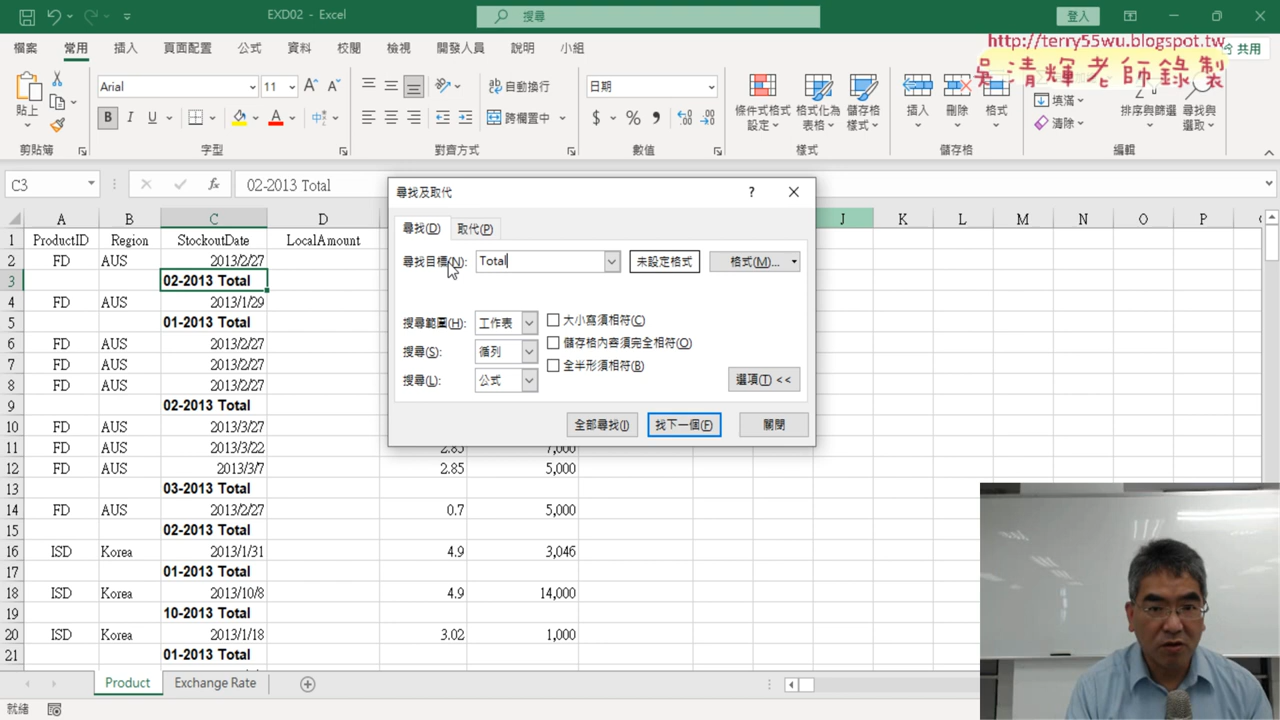 EXD02 - Excel
搜尋
登入
http://terry55wu.blogspot.tw
吳清輝老師錄製
檔案 常用 插入 頁面配置 公式 資料 校閱 檢視 開發人員 說明 小組 共用
貼上 Arial 11 自動換行 日期 條件式格式設定 格式化為表格 儲存格樣式 插入 刪除 格式 填滿 排序與篩選 尋找與選取
B I U 跨欄置中 $ % 清除
剪貼簿 字型 對齊方式 數值 樣式 儲存格 編輯
C3 fx 02-2013 Total
A B C D J K L M N O P
1 ProductID Region StockoutDate LocalAmount
2 FD AUS 2013/2/27
3 02-2013 Total
4 FD AUS 2013/1/29
5 01-2013 Total
6 FD AUS 2013/2/27
7 FD AUS 2013/2/27
8 FD AUS 2013/2/27
9 02-2013 Total
10 FD AUS 2013/3/27
11 FD AUS 2013/3/22 2.85 7,000
12 FD AUS 2013/3/7 2.85 5,000
13 03-2013 Total
14 FD AUS 2013/2/27 0.7 5,000
15 02-2013 Total
16 ISD Korea 2013/1/31 4.9 3,046
17 01-2013 Total
18 ISD Korea 2013/10/8 4.9 14,000
19 10-2013 Total
20 ISD Korea 2013/1/18 3.02 1,000
21 01-2013 Total
尋找及取代 ?
尋找(D) 取代(P)
尋找目標(N): Total 未設定格式 格式(M)...
搜尋範圍(H): 工作表 大小寫須相符(C)
搜尋(S): 循列 儲存格內容須完全相符(O)
搜尋(L): 公式 全半形須相符(B)
選項(T) <<
全部尋找(I) 找下一個(F) 關閉
Product Exchange Rate
就緒